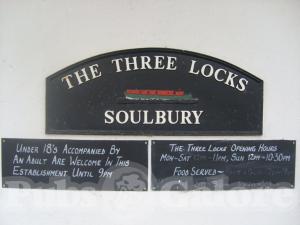 THE THREE LOCKS
SOULBURY
UNDER 18'S ACCOMPANIED BY
AN ADULT ARE WELCOME IN THIS
ESTABLISHMENT UNTIL 9PM
THE THREE LOCKS OPENING HOURS
MON-SAT 12PM-11PM, SUN 12PM-10:30PM
FOOD SERVED-